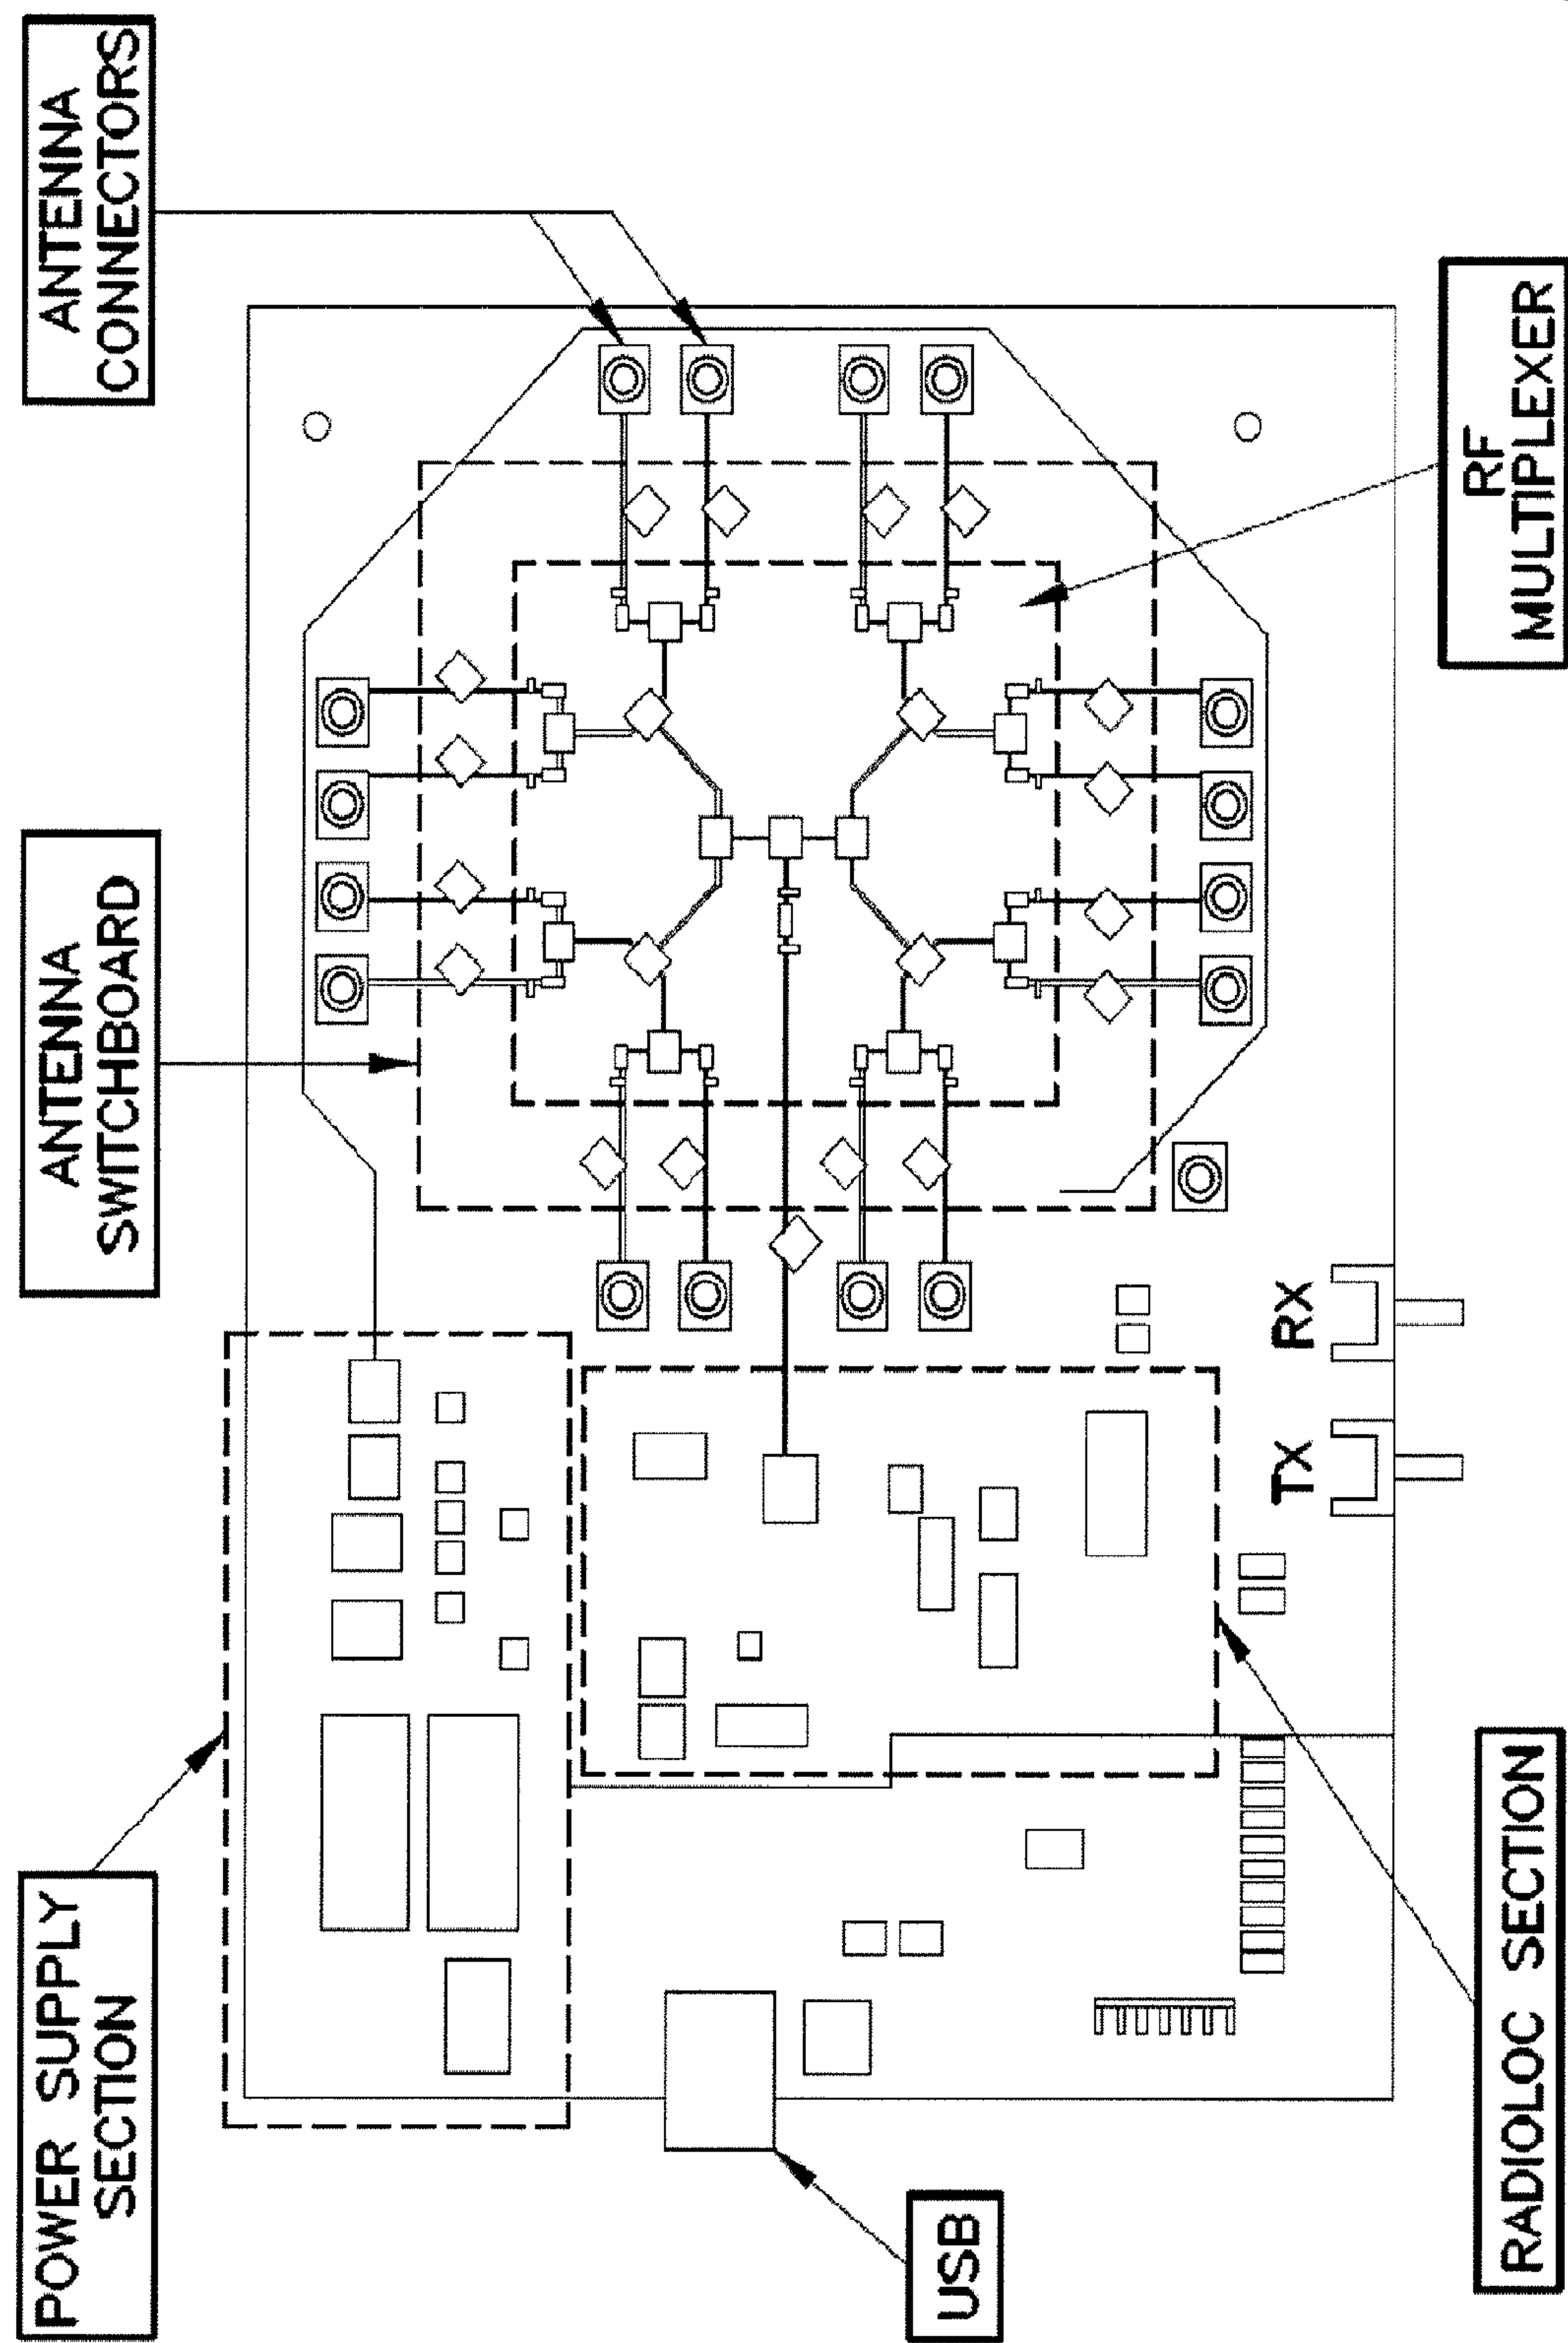 POWER SUPPLY
SECTION
ANTENNA
SWITCHBOARD
ANTENNA
CONNECTORS
USB
TX
RX
RADIOLOC SECTION
RF
MULTIPLEXER